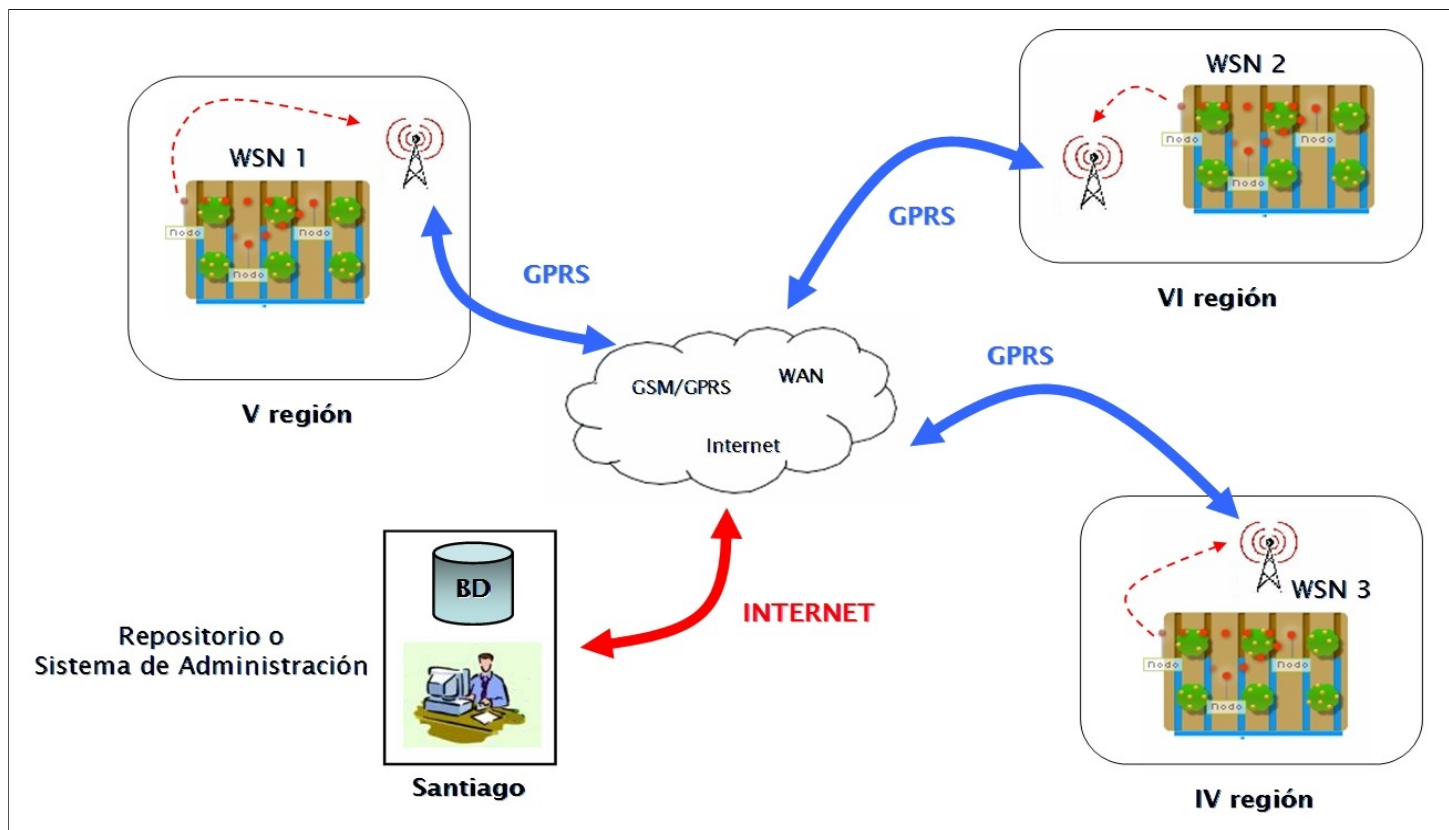 WSN 1
Nodo
Nodo
Nodo
V región
GPRS
WSN 2
Nodo
Nodo
Nodo
VI región
GPRS
GPRS
GSM/GPRS
WAN
Internet
WSN 3
Nodo
Nodo
Nodo
IV región
INTERNET
BD
Repositorio o
Sistema de Administración
Santiago